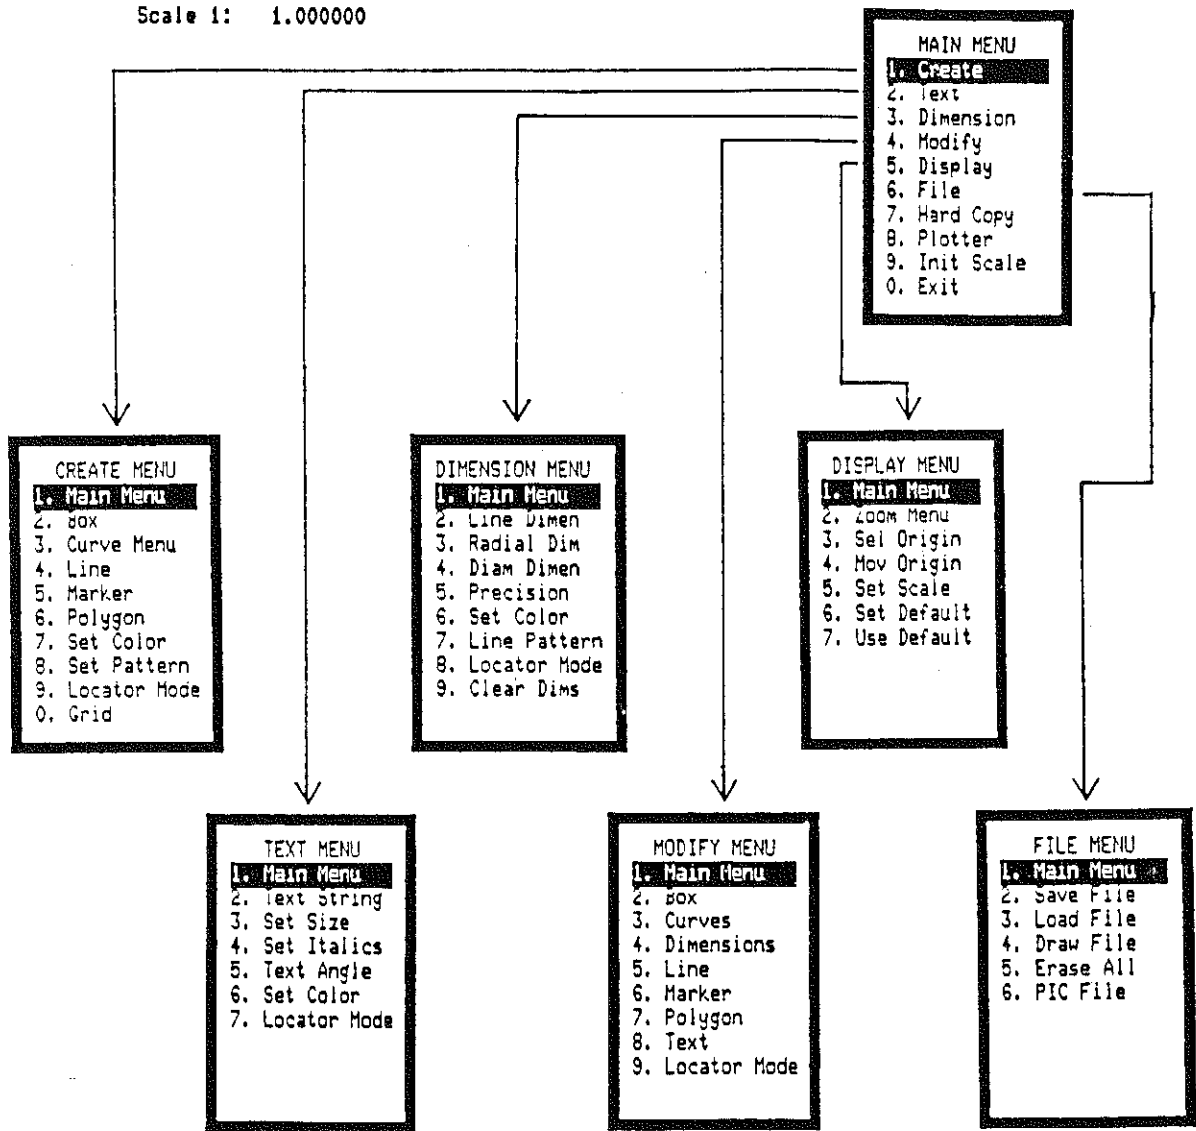 Scale 1: 1.000000
MAIN MENU
1. Create
2. Text
3. Dimension
4. Modify
5. Display
6. File
7. Hard Copy
8. Plotter
9. Init Scale
0. Exit
CREATE MENU
1. Main Menu
2. Box
3. Curve Menu
4. Line
5. Marker
6. Polygon
7. Set Color
8. Set Pattern
9. Locator Mode
0. Grid
DIMENSION MENU
1. Main Menu
2. Line Dimen
3. Radial Dim
4. Diam Dimen
5. Precision
6. Set Color
7. Line Pattern
8. Locator Mode
9. Clear Dims
DISPLAY MENU
1. Main Menu
2. Zoom Menu
3. Sel Origin
4. Mov Origin
5. Set Scale
6. Set Default
7. Use Default
TEXT MENU
1. Main Menu
2. Text String
3. Set Size
4. Set Italics
5. Text Angle
6. Set Color
7. Locator Mode
MODIFY MENU
1. Main Menu
2. Box
3. Curves
4. Dimensions
5. Line
6. Marker
7. Polygon
8. Text
9. Locator Mode
FILE MENU
1. Main Menu
2. Save File
3. Load File
4. Draw File
5. Erase All
6. PIC File